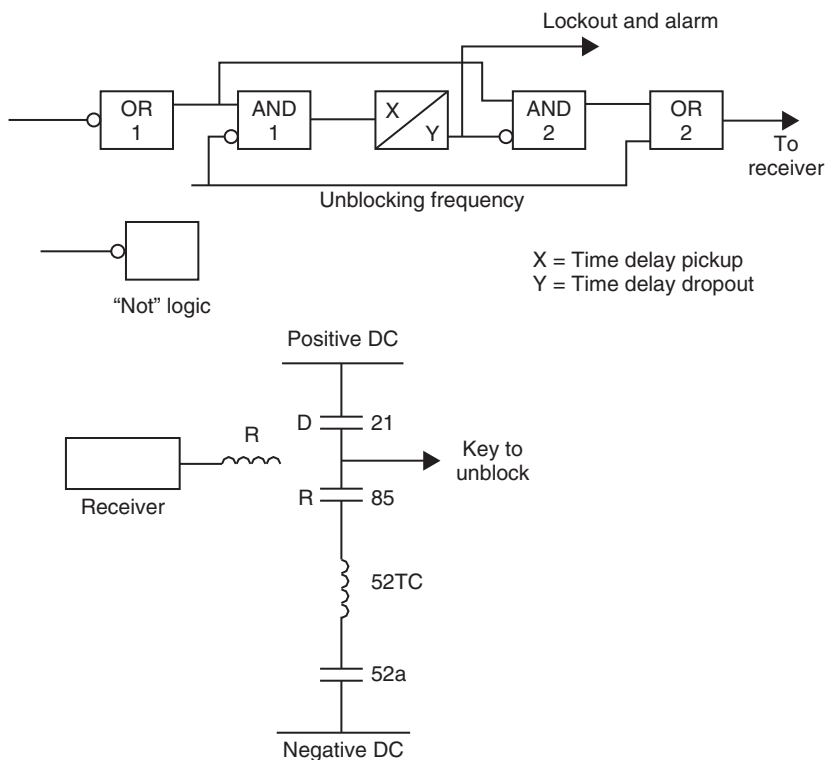 Lockout and alarm
OR
1
AND
1
X
Y
AND
2
OR
2
To
receiver
Unblocking frequency
"Not" logic
X = Time delay pickup
Y = Time delay dropout
Positive DC
D
21
R
Receiver
Key to
unblock
R
85
52TC
52a
Negative DC